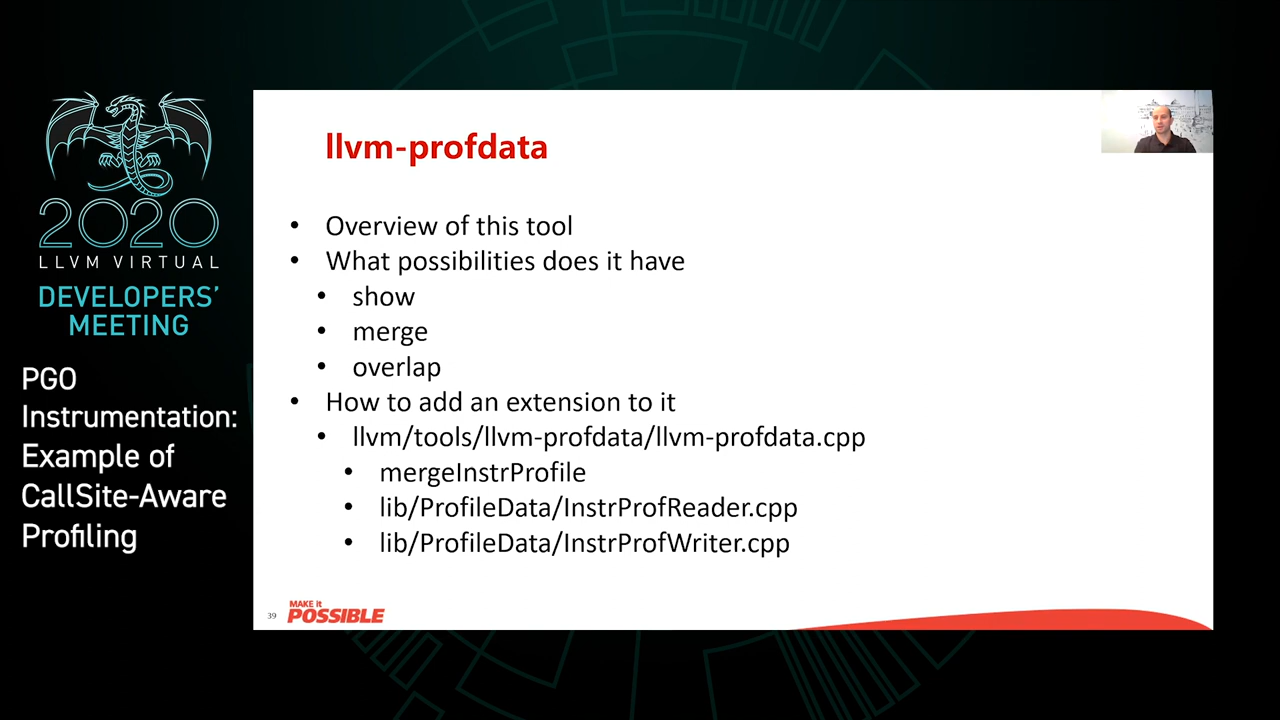 2020
LLVM VIRTUAL
DEVELOPERS'
MEETING
PGO
Instrumentation:
Example of
CallSite-Aware
Profiling
llvm-profdata
• Overview of this tool
• What possibilities does it have
• show
• merge
• overlap
• How to add an extension to it
• llvm/tools/llvm-profdata/llvm-profdata.cpp
• mergeInstrProfile
• lib/ProfileData/InstrProfReader.cpp
• lib/ProfileData/InstrProfWriter.cpp
39
MAKE it
POSSIBLE